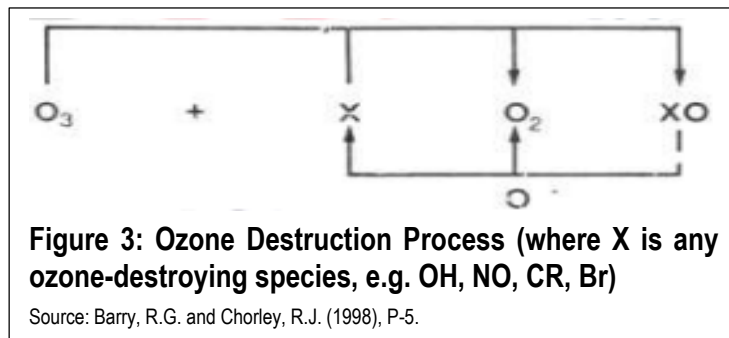 O₃ + X O₂ XO
O
Figure 3: Ozone Destruction Process (where X is any
ozone-destroying species, e.g. OH, NO, CR, Br)
Source: Barry, R.G. and Chorley, R.J. (1998), P-5.